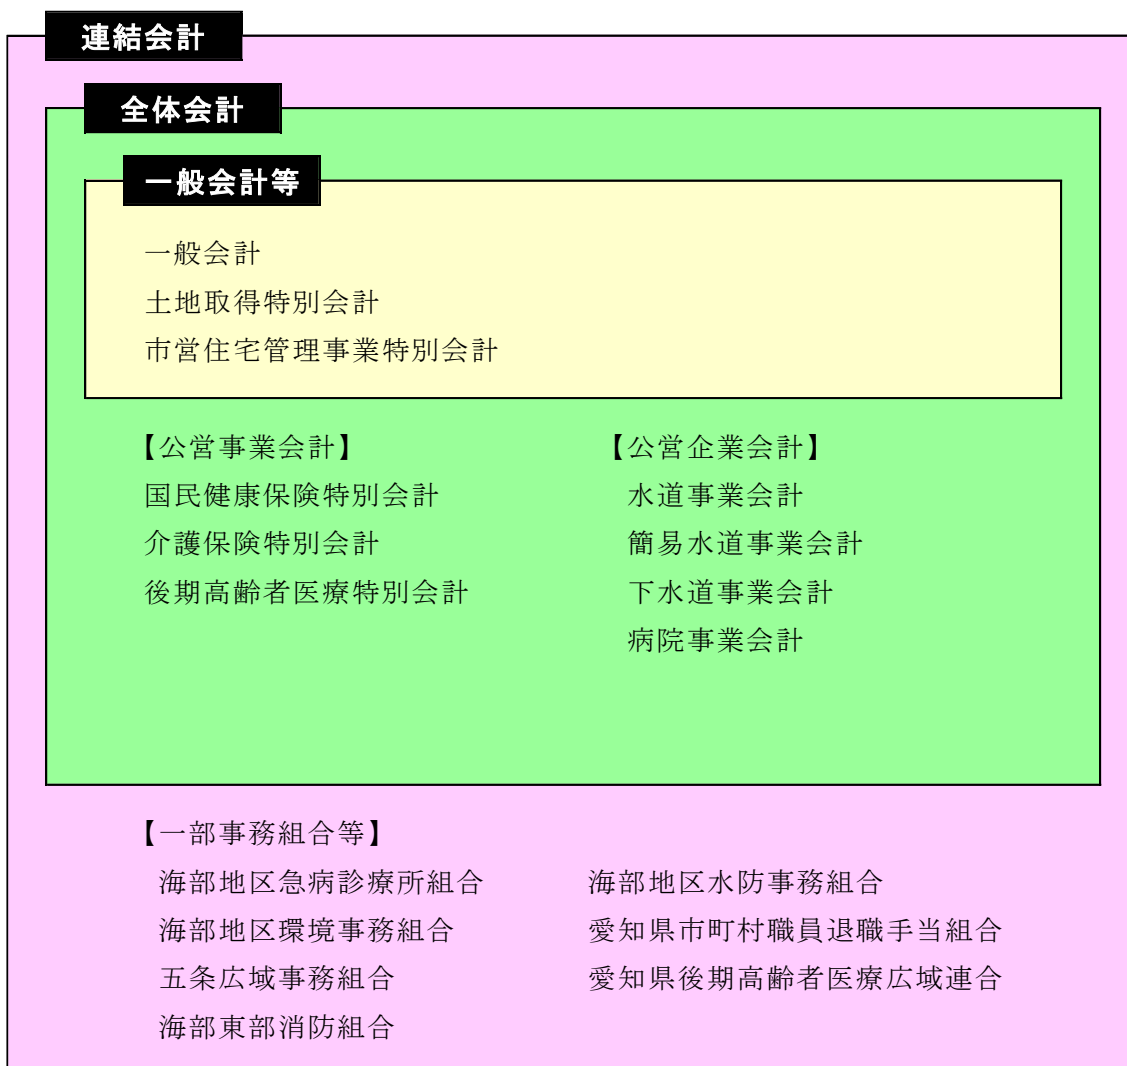 連結会計
全体会計
一般会計等
一般会計
土地取得特別会計
市営住宅管理事業特別会計
【公営事業会計】
国民健康保険特別会計
介護保険特別会計
後期高齢者医療特別会計
【公営企業会計】
水道事業会計
簡易水道事業会計
下水道事業会計
病院事業会計
【一部事務組合等】
海部地区急病診療所組合
海部地区環境事務組合
五条広域事務組合
海部東部消防組合
海部地区水防事務組合
愛知県市町村職員退職手当組合
愛知県後期高齢者医療広域連合